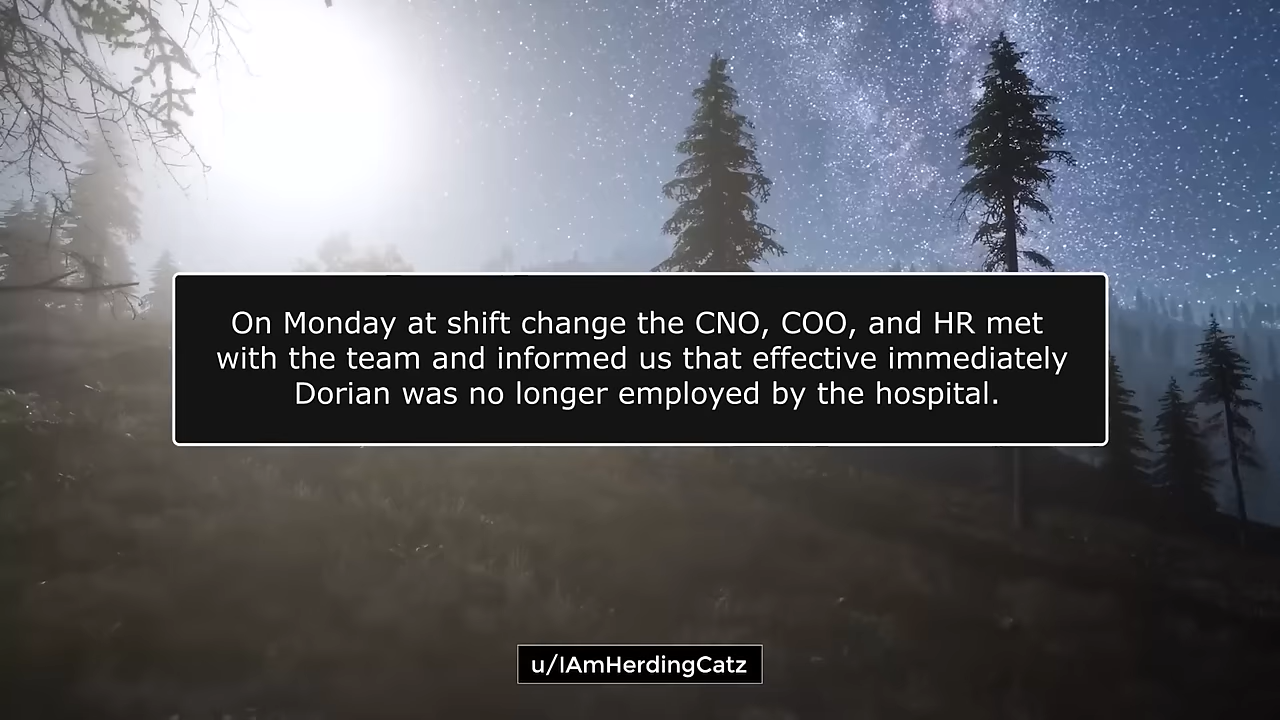 On Monday at shift change the CNO, COO, and HR met
with the team and informed us that effective immediately
Dorian was no longer employed by the hospital.
u/IAmHerdingCatz